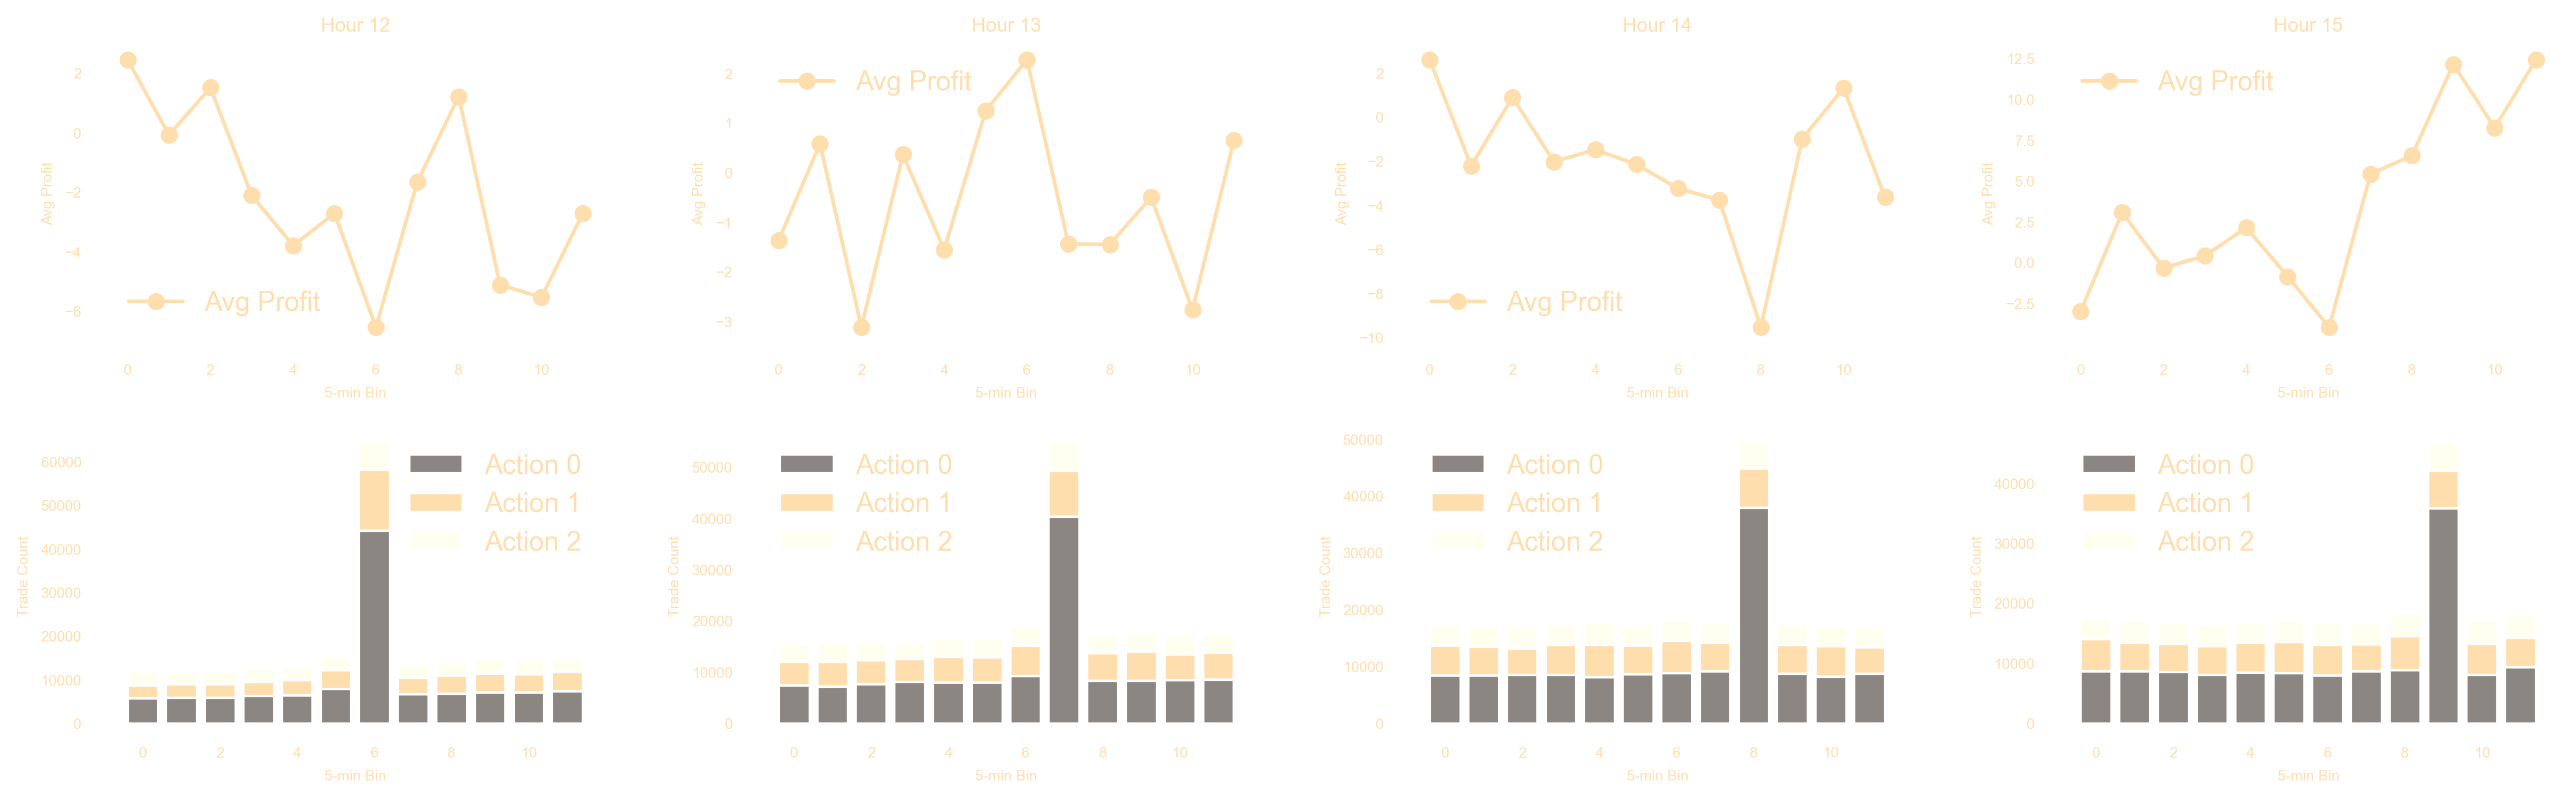 Hour 12
Avg Profit
2
0
−2
−4
−6
Avg Profit
0 2 4 6 8 10
5-min Bin
Hour 13
Avg Profit
2
1
0
−1
−2
−3
Avg Profit
0 2 4 6 8 10
5-min Bin
Hour 14
Avg Profit
2
0
−2
−4
−6
−8
−10
Avg Profit
0 2 4 6 8 10
5-min Bin
Hour 15
Avg Profit
12.5
10.0
7.5
5.0
2.5
0.0
−2.5
Avg Profit
0 2 4 6 8 10
5-min Bin
Trade Count
60000
50000
40000
30000
20000
10000
0
Action 0
Action 1
Action 2
0 2 4 6 8 10
5-min Bin
Trade Count
50000
40000
30000
20000
10000
0
Action 0
Action 1
Action 2
0 2 4 6 8 10
5-min Bin
Trade Count
50000
40000
30000
20000
10000
0
Action 0
Action 1
Action 2
0 2 4 6 8 10
5-min Bin
Trade Count
40000
30000
20000
10000
0
Action 0
Action 1
Action 2
0 2 4 6 8 10
5-min Bin